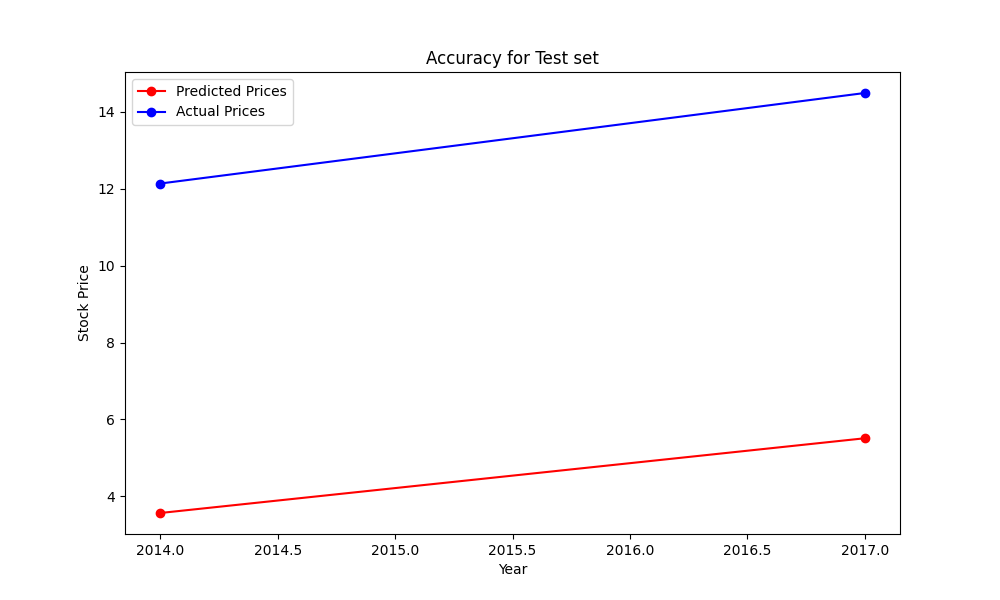 Accuracy for Test set
Predicted Prices
Actual Prices
14
12
10
8
6
4
Stock Price
2014.0 2014.5 2015.0 2015.5 2016.0 2016.5 2017.0
Year